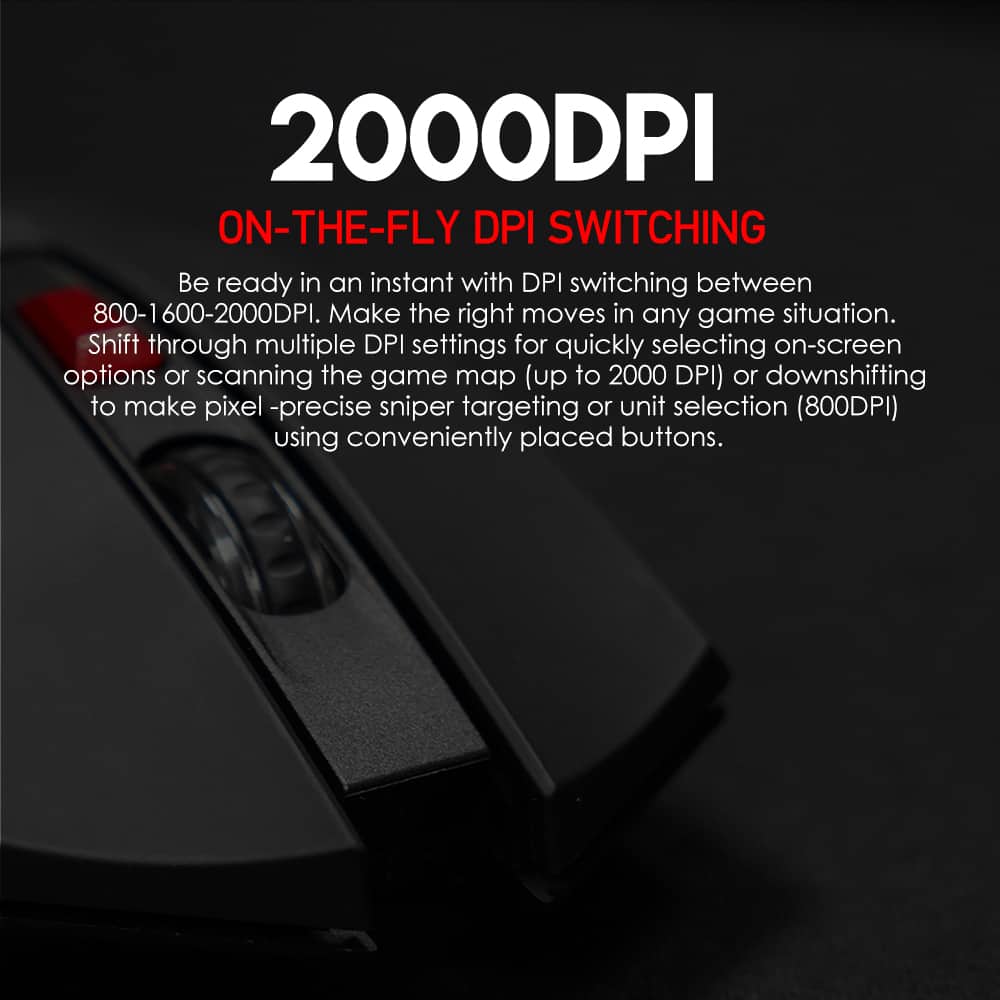 2000DPI
ON-THE-FLY DPI SWITCHING
Be ready in an instant with DPI switching between
800-1600-2000DPI. Make the right moves in any game situation.
Shift through multiple DPI settings for quickly selecting on-screen
options or scanning the game map (up to 2000 DPI) or downshifting
to make pixel -precise sniper targeting or unit selection (800DPI)
using conveniently placed buttons.